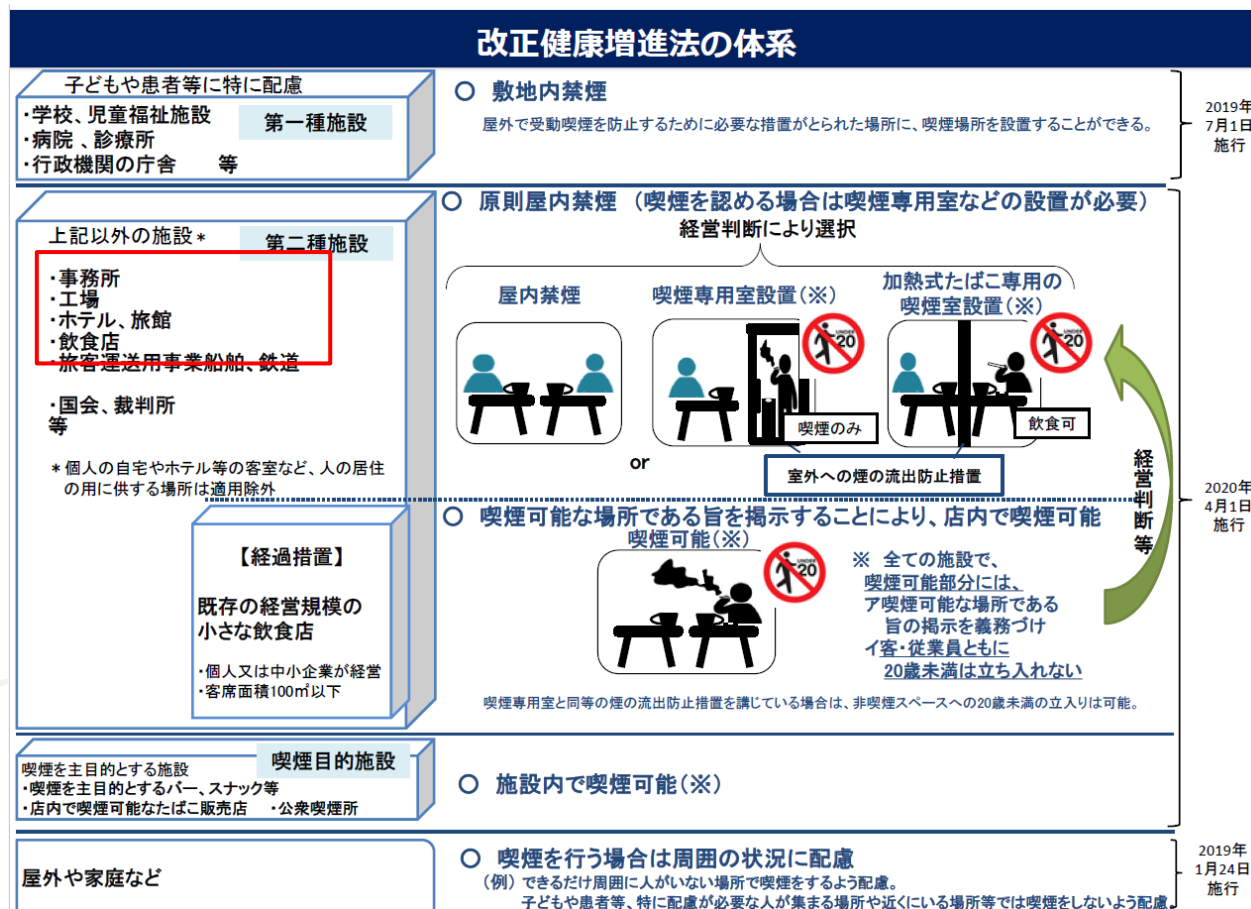 改正健康増進法の体系
子どもや患者等に特に配慮
・学校、児童福祉施設
・病院 、診療所
・行政機関の庁舎　　等
第一種施設
○ 敷地内禁煙
屋外で受動喫煙を防止するために必要な措置がとられた場所に、喫煙場所を設置することができる。
2019年
7月1日
施行
上記以外の施設*
第二種施設
・事務所
・工場
・ホテル、旅館
・飲食店
・旅客運送用事業船舶、鉄道
・国会、裁判所
等
*個人の自宅やホテル等の客室など、人の居住
の用に供する場所は適用除外
○ 原則屋内禁煙 (喫煙を認める場合は喫煙専用室などの設置が必要)
経営判断により選択
屋内禁煙
喫煙専用室設置(※)
加熱式たばこ専用の
喫煙室設置(※)
UNDER
20
UNDER
20
喫煙のみ
飲食可
or
室外への煙の流出防止措置
経営判断等
2020年
4月1日
施行
【経過措置】
既存の経営規模の
小さな飲食店
・個人又は中小企業が経営
・客席面積100㎡以下
○ 喫煙可能な場所である旨を掲示することにより、店内で喫煙可能
喫煙可能(※)
UNDER
20
※ 全ての施設で、
喫煙可能部分には、
ア喫煙可能な場所である
旨の掲示を義務づけ
イ客・従業員ともに
20歳未満は立ち入れない
喫煙専用室と同等の煙の流出防止措置を講じている場合は、非喫煙スペースへの20歳未満の立入りは可能。
喫煙を主目的とする施設
喫煙目的施設
・喫煙を主目的とするバー、スナック等
・店内で喫煙可能なたばこ販売店　・公衆喫煙所
○ 施設内で喫煙可能(※)
屋外や家庭など
○ 喫煙を行う場合は周囲の状況に配慮
(例) できるだけ周囲に人がいない場所で喫煙をするよう配慮。
子どもや患者等、特に配慮が必要な人が集まる場所や近くにいる場所等では喫煙をしないよう配慮。
2019年
1月24日
施行